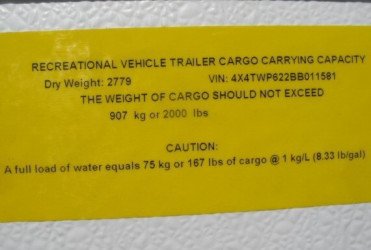 RECREATIONAL VEHICLE TRAILER CARGO CARRYING CAPACITY
Dry Weight: 2779 VIN: 4X4TWP622BB011581
THE WEIGHT OF CARGO SHOULD NOT EXCEED
907 kg or 2000 lbs
CAUTION:
A full load of water equals 75 kg or 167 lbs of cargo @ 1 kg/L (8.33 lb/gal)